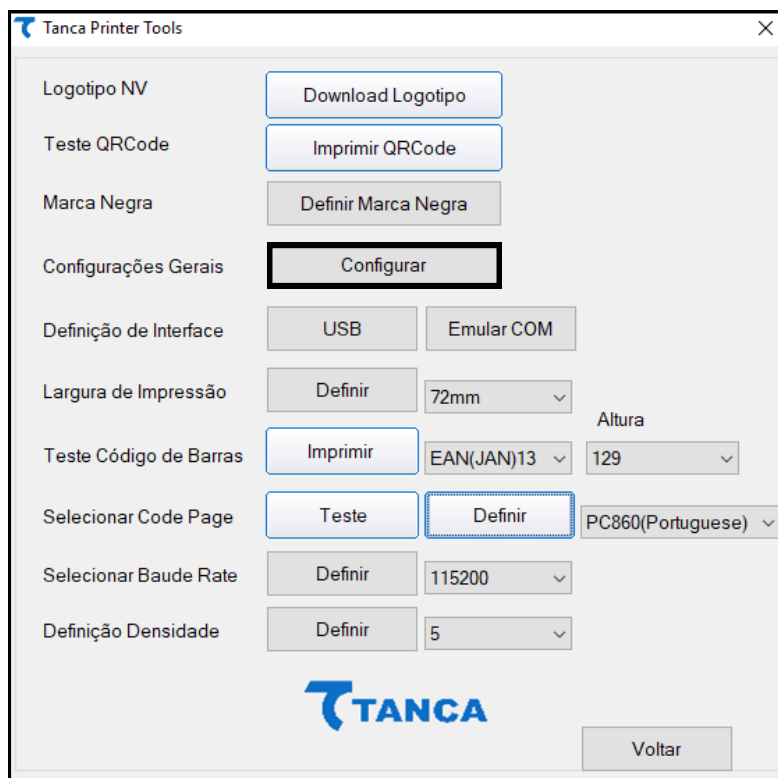 Tanca Printer Tools
Logotipo NV Download Logotipo
Teste QRCode Imprimir QRCode
Marca Negra Definir Marca Negra
Configurações Gerais Configurar
Definição de Interface USB Emular COM
Largura de Impressão Definir 72mm
Altura
Teste Código de Barras Imprimir EAN(JAN)13 129
Selecionar Code Page Teste Definir PC860(Portuguese)
Selecionar Baude Rate Definir 115200
Definição Densidade Definir 5
TANCA
Voltar